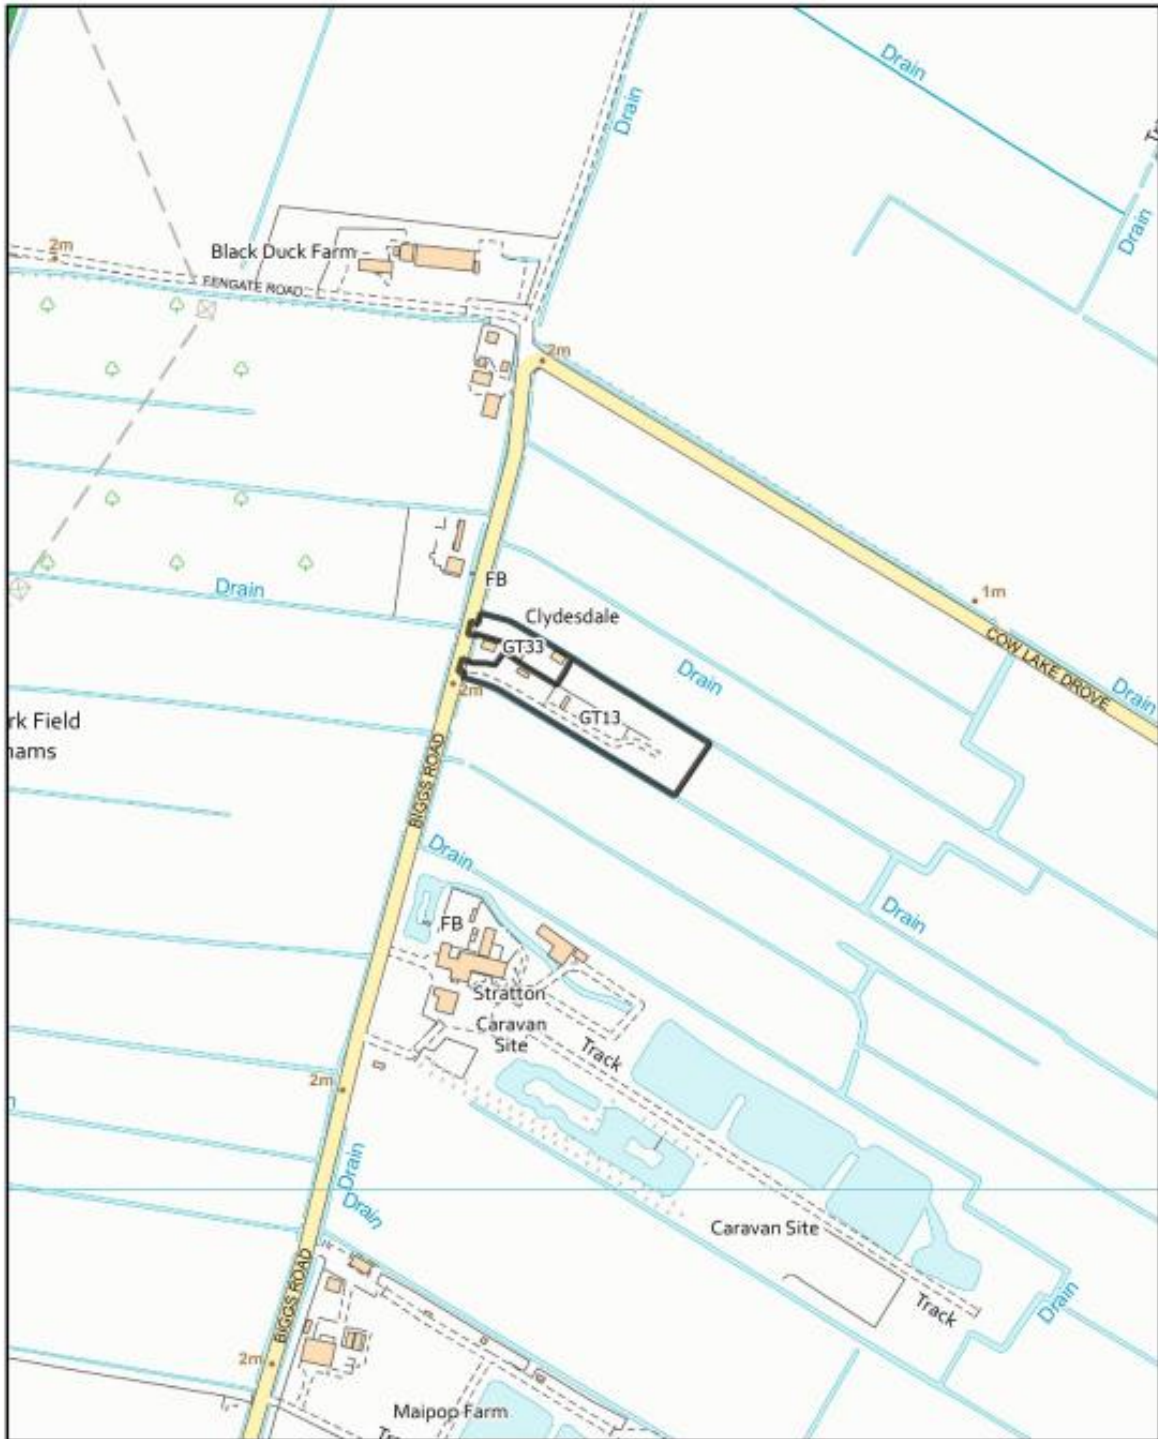 Drain
Drain
Drain
2m
Black Duck Farm
FENGATE ROAD
2m
FB
Drain
1m
Clydesdale
GT33
COW LAKE DROVE
Drain
Drain
2m
GT13
rk Field
BIGGS ROAD
Drain
FB
Drain
Stratton
Caravan
Site
Track
2m
Drain
Drain
Caravan Site
BIGGS ROAD
Track
Drain
2m
Maipop Farm